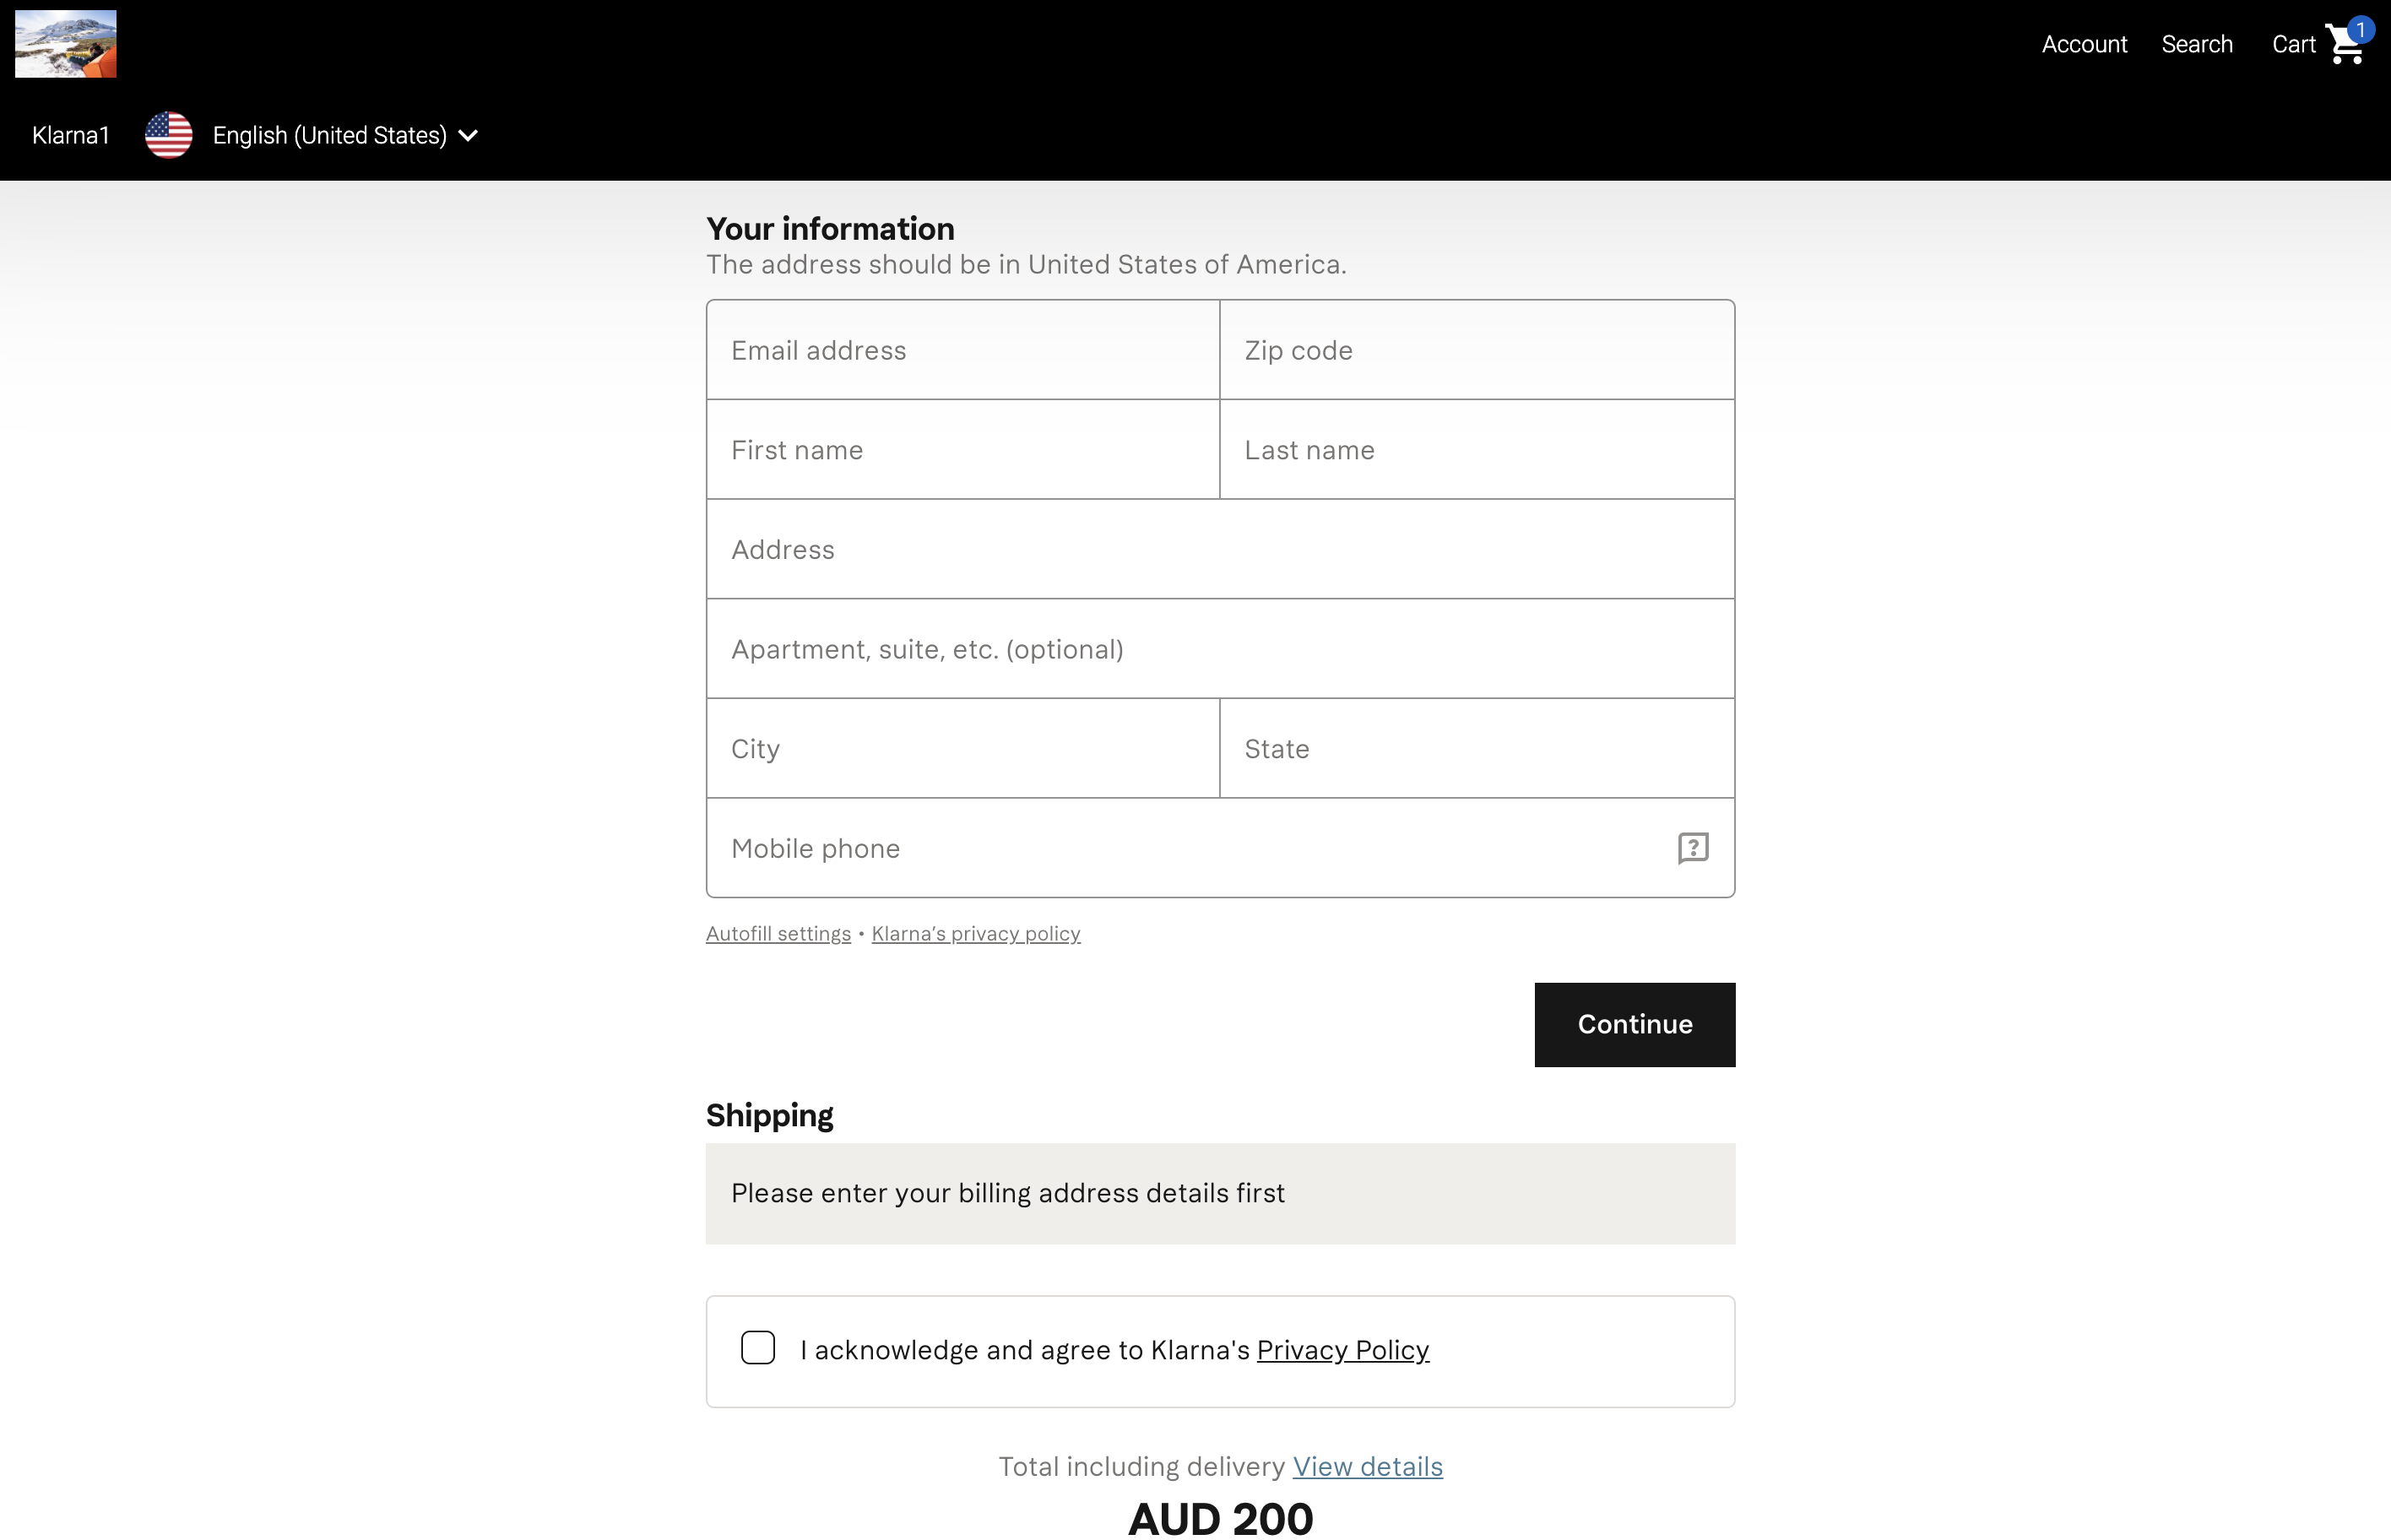 Account Search Cart 1
Klarna1 English (United States)
Your information
The address should be in United States of America.
Email address Zip code
First name Last name
Address
Apartment, suite, etc. (optional)
City State
Mobile phone ?
Autofill settings • Klarna’s privacy policy
Continue
Shipping
Please enter your billing address details first
I acknowledge and agree to Klarna's Privacy Policy
Total including delivery View details
AUD 200